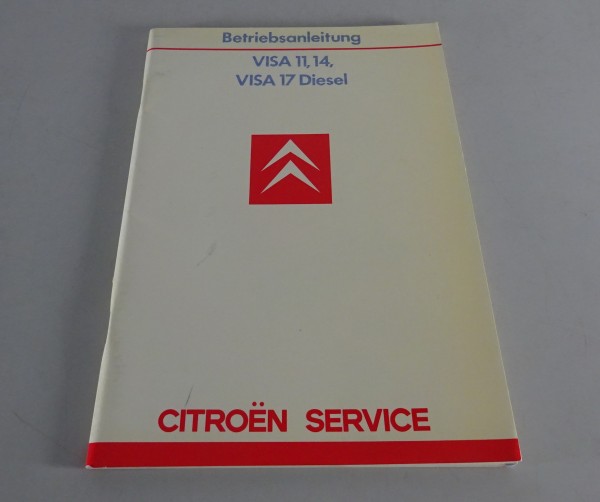 Betriebsanleitung
VISA 11, 14,
VISA 17 Diesel
CITROËN SERVICE